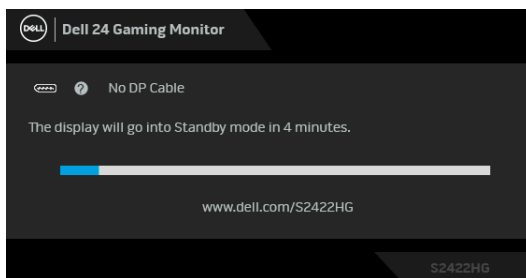 DELL
Dell 24 Gaming Monitor
? No DP Cable
The display will go into Standby mode in 4 minutes.
www.dell.com/S2422HG
S2422HG